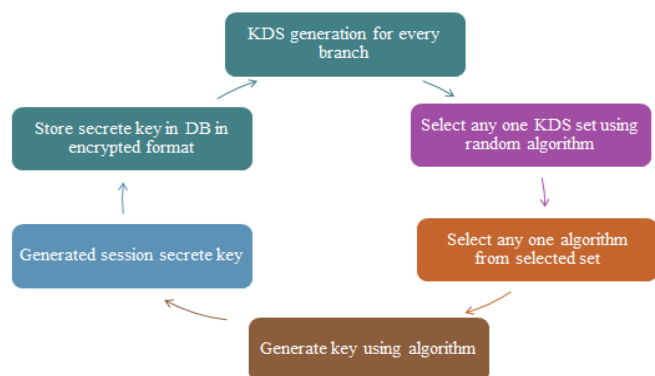 KDS generation for every
branch
Select any one KDS set using
random algorithm
Select any one algorithm
from selected set
Generate key using algorithm
Generated session secrete key
Store secrete key in DB in
encrypted format